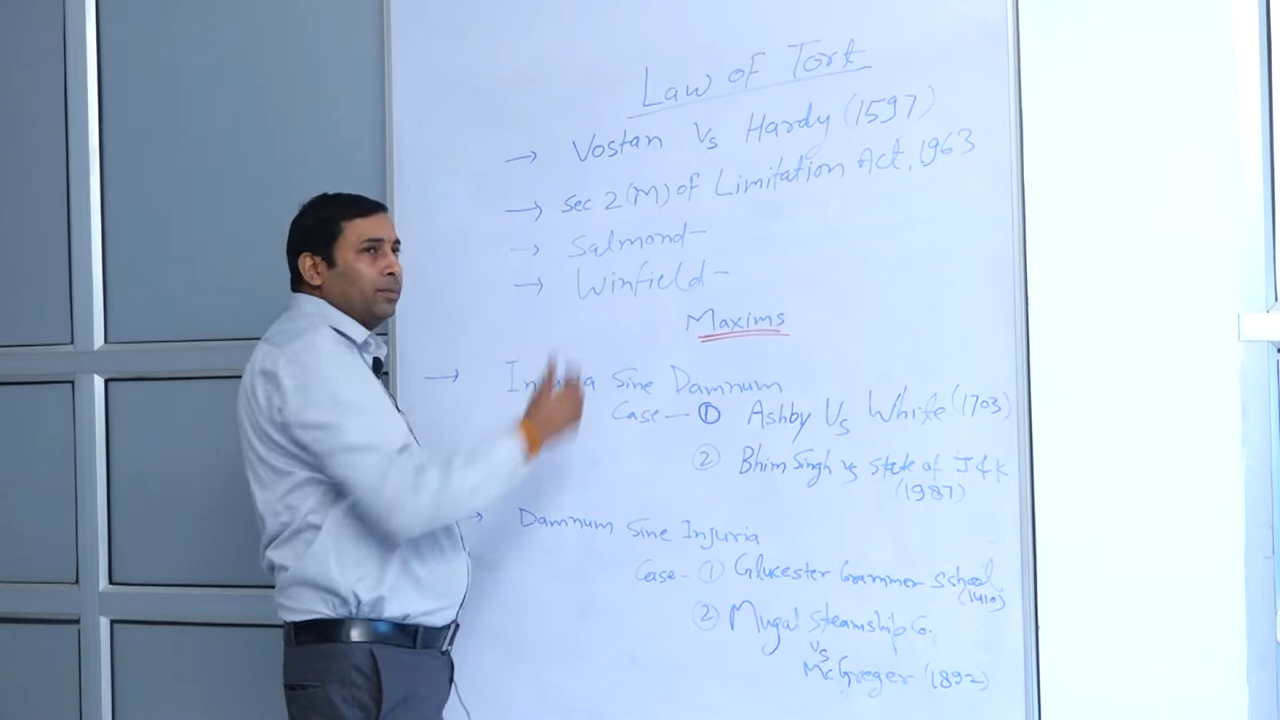 Law of Tort
→ Vostan Vs Hardy (1597)
→ Sec 2(M) of Limitation Act, 1963
→ Salmond-
→ Winfield-
Maxims
→ Injuria Sine Damnum
Case- ① Ashby Vs White (1703)
② Bhim Singh vs State of J & K
(1987)
→ Damnum Sine Injuria
Case- ① Glucester Grammer School
(1410)
② Mugal Steamship Co.
vs
McGreger (1892)